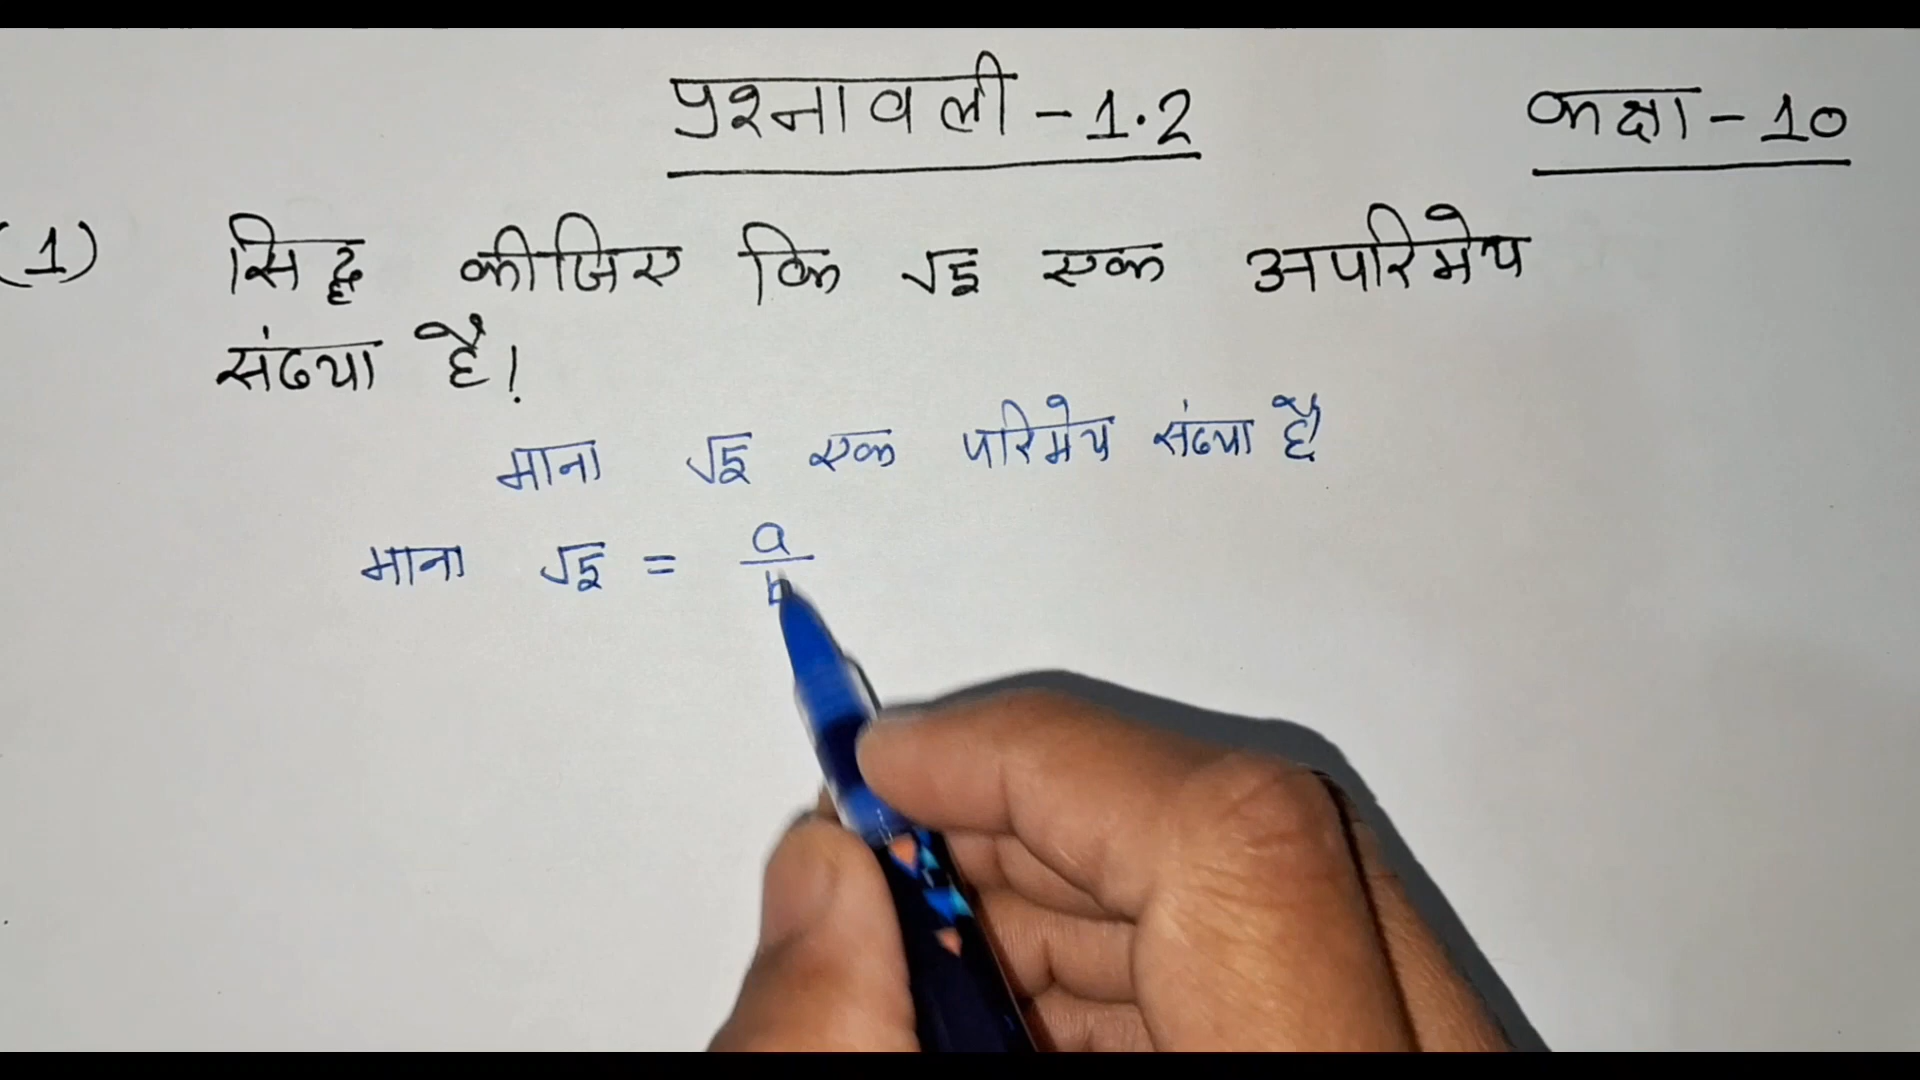 प्रश्नावली - 1.2 कक्षा - 10
(1) सिद्ध कीजिए कि √5 एक अपरिमेय
संख्या है।
माना √5 एक परिमेय संख्या है
माना √5 = a/b